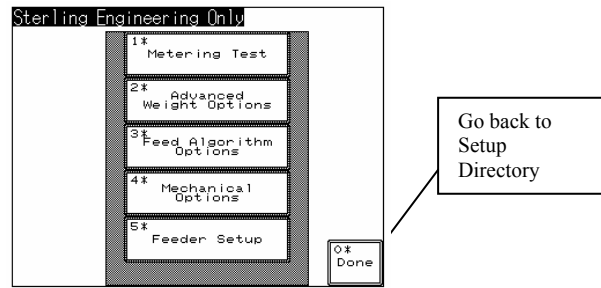 Sterling Engineering Only
1*
Metering Test
2*
Advanced
Weight Options
3*
Feed Algorithm
Options
4*
Mechanical
Options
5*
Feeder Setup
0*
Done
Go back to
Setup
Directory